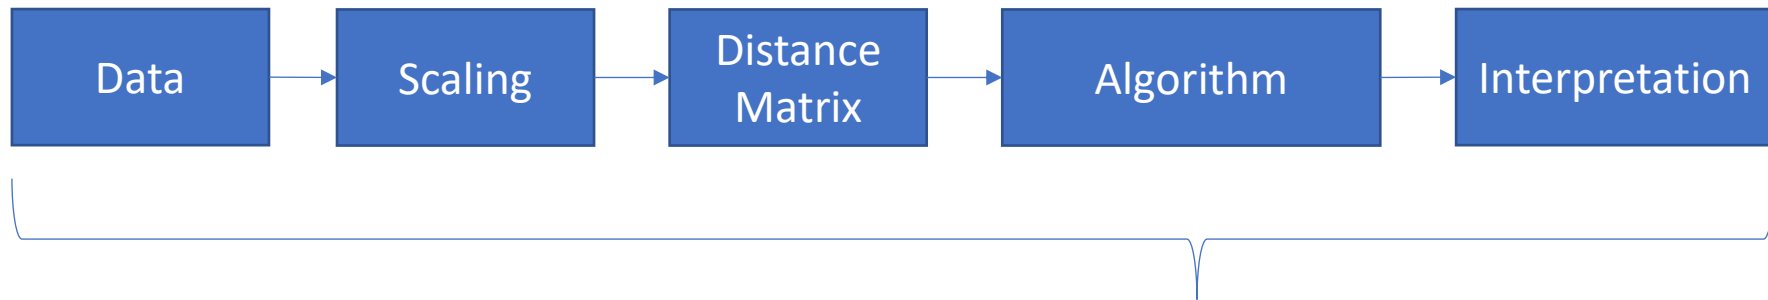 Data
Scaling
Distance
Matrix
Algorithm
Interpretation